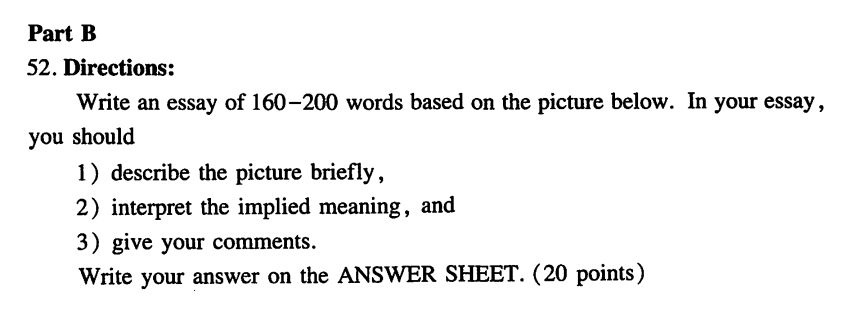 Part B
52. Directions:
Write an essay of 160–200 words based on the picture below. In your essay,
you should
1) describe the picture briefly,
2) interpret the implied meaning, and
3) give your comments.
Write your answer on the ANSWER SHEET. (20 points)